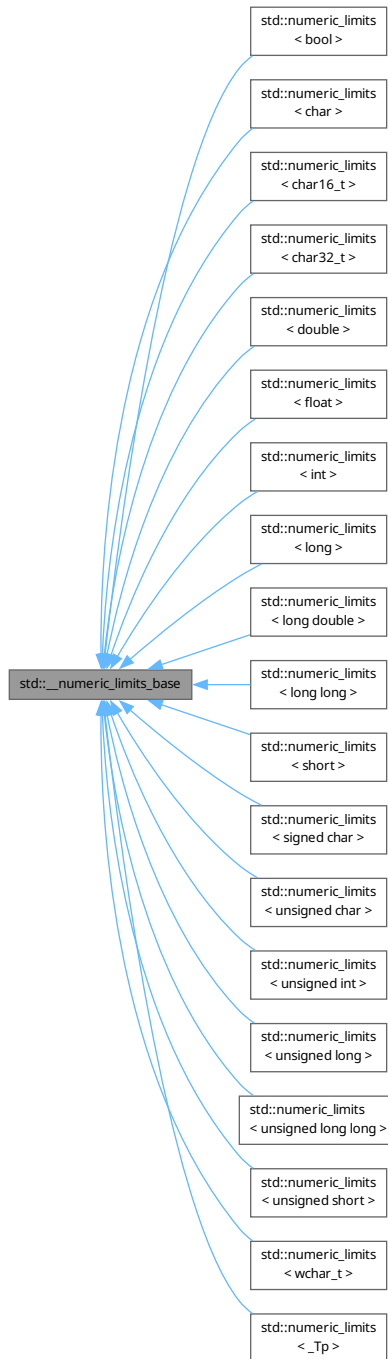 std::numeric_limits
< bool >
std::numeric_limits
< char >
std::numeric_limits
< char16_t >
std::numeric_limits
< char32_t >
std::numeric_limits
< double >
std::numeric_limits
< float >
std::numeric_limits
< int >
std::numeric_limits
< long >
std::numeric_limits
< long double >
std::__numeric_limits_base
std::numeric_limits
< long long >
std::numeric_limits
< short >
std::numeric_limits
< signed char >
std::numeric_limits
< unsigned char >
std::numeric_limits
< unsigned int >
std::numeric_limits
< unsigned long >
std::numeric_limits
< unsigned long long >
std::numeric_limits
< unsigned short >
std::numeric_limits
< wchar_t >
std::numeric_limits
< _Tp >